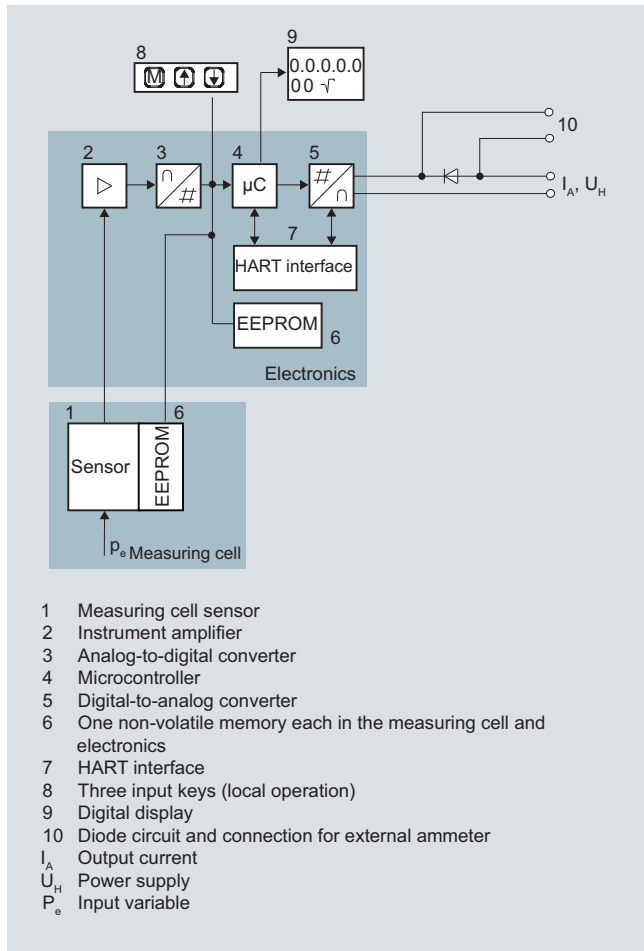 9
8
0.0.0.0.0
M
00 √
10
2
3
4
5
μC
#
#
I_A, U_H
7
HART interface
EEPROM
6
Electronics
1
6
Sensor
EEPROM
p_e Measuring cell
1 Measuring cell sensor
2 Instrument amplifier
3 Analog-to-digital converter
4 Microcontroller
5 Digital-to-analog converter
6 One non-volatile memory each in the measuring cell and
electronics
7 HART interface
8 Three input keys (local operation)
9 Digital display
10 Diode circuit and connection for external ammeter
I_A Output current
U_H Power supply
P_e Input variable